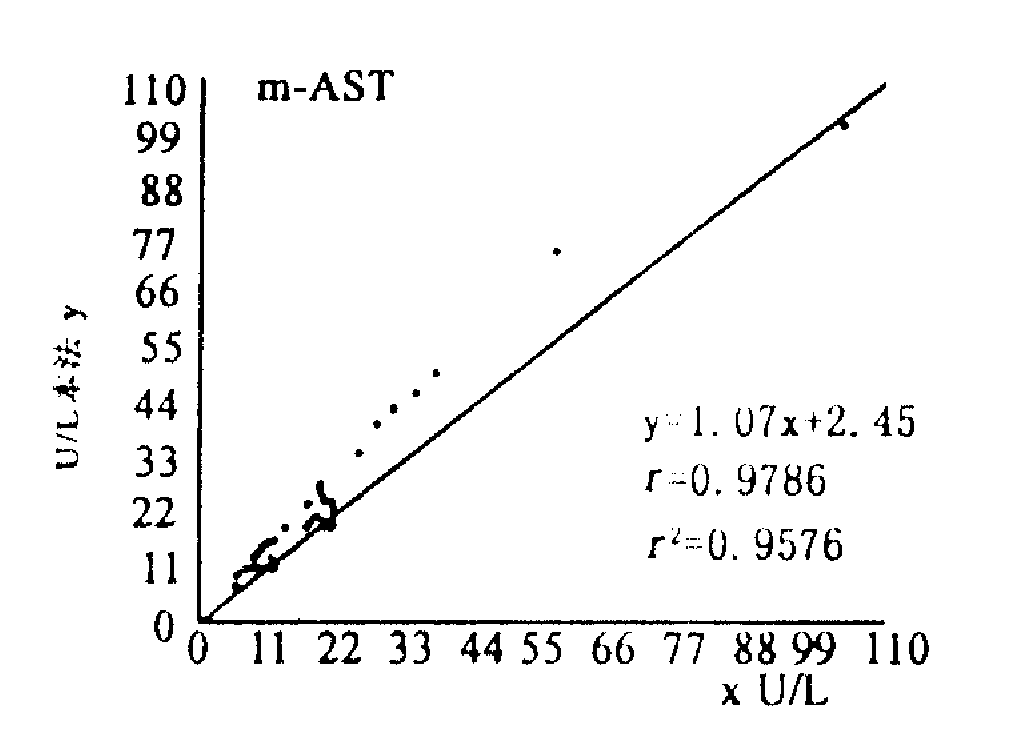 m-AST
110
99
88
77
66
55
44
33
22
11
0
U/L本法 y
y=1.07x+2.45
r=0.9786
r²=0.9576
0 11 22 33 44 55 66 77 88 99 110
x U/L